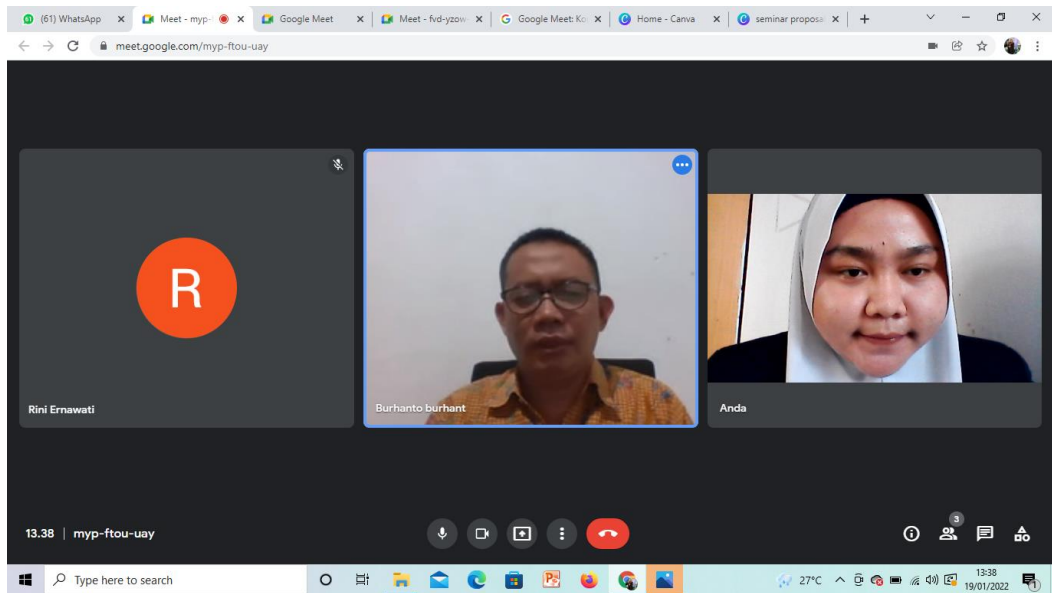 (61) WhatsApp
Meet - myp-
Google Meet
Meet - fvd-yzow
Google Meet: Ko
Home - Canva
seminar proposa
meet.google.com/myp-ftou-uay
R
Rini Ernawati
Burhanto burhant
Anda
13.38 | myp-ftou-uay
3
Type here to search
27°C
13:38
19/01/2022
1